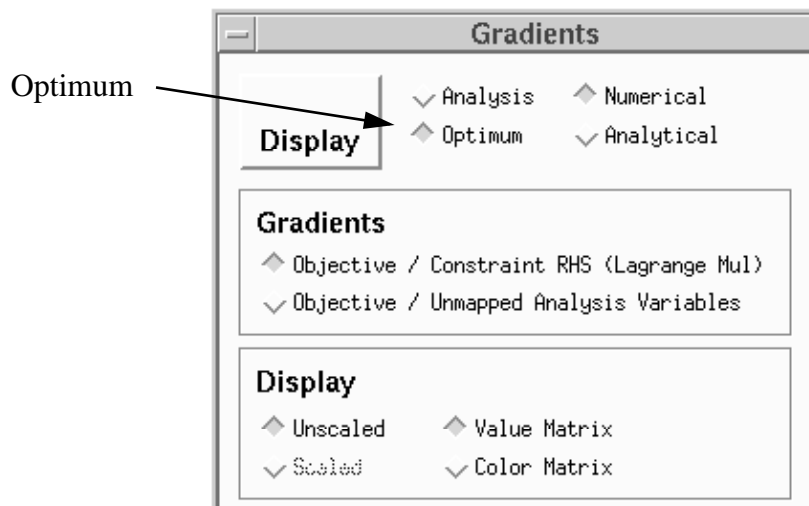 Gradients
Optimum
Analysis Numerical
Display Optimum Analytical
Gradients
Objective / Constraint RHS (Lagrange Mul)
Objective / Unmapped Analysis Variables
Display
Unscaled Value Matrix
Scaled Color Matrix